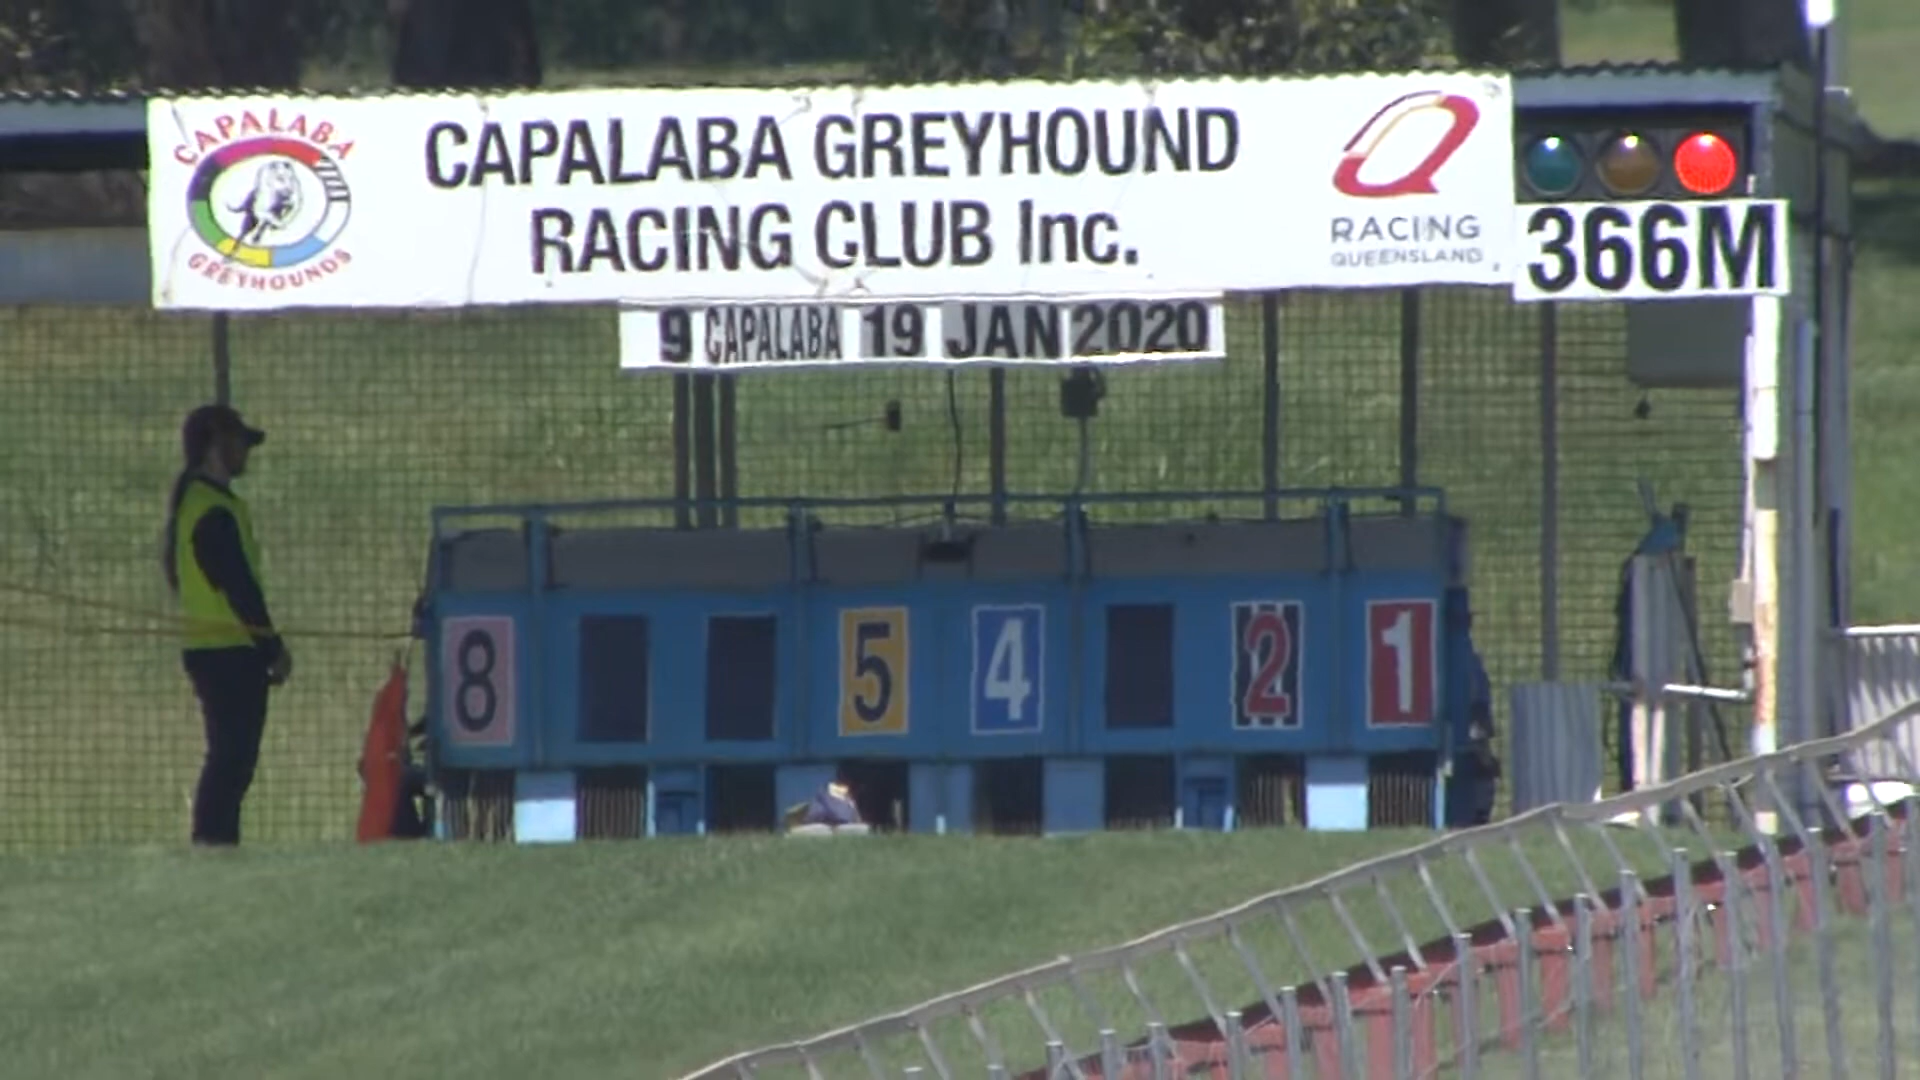 CAPALABA
GREYHOUNDS
CAPALABA GREYHOUND
RACING CLUB Inc.
RACING
QUEENSLAND
366M
9 CAPALABA 19 JAN 2020
8 5 4 2 1